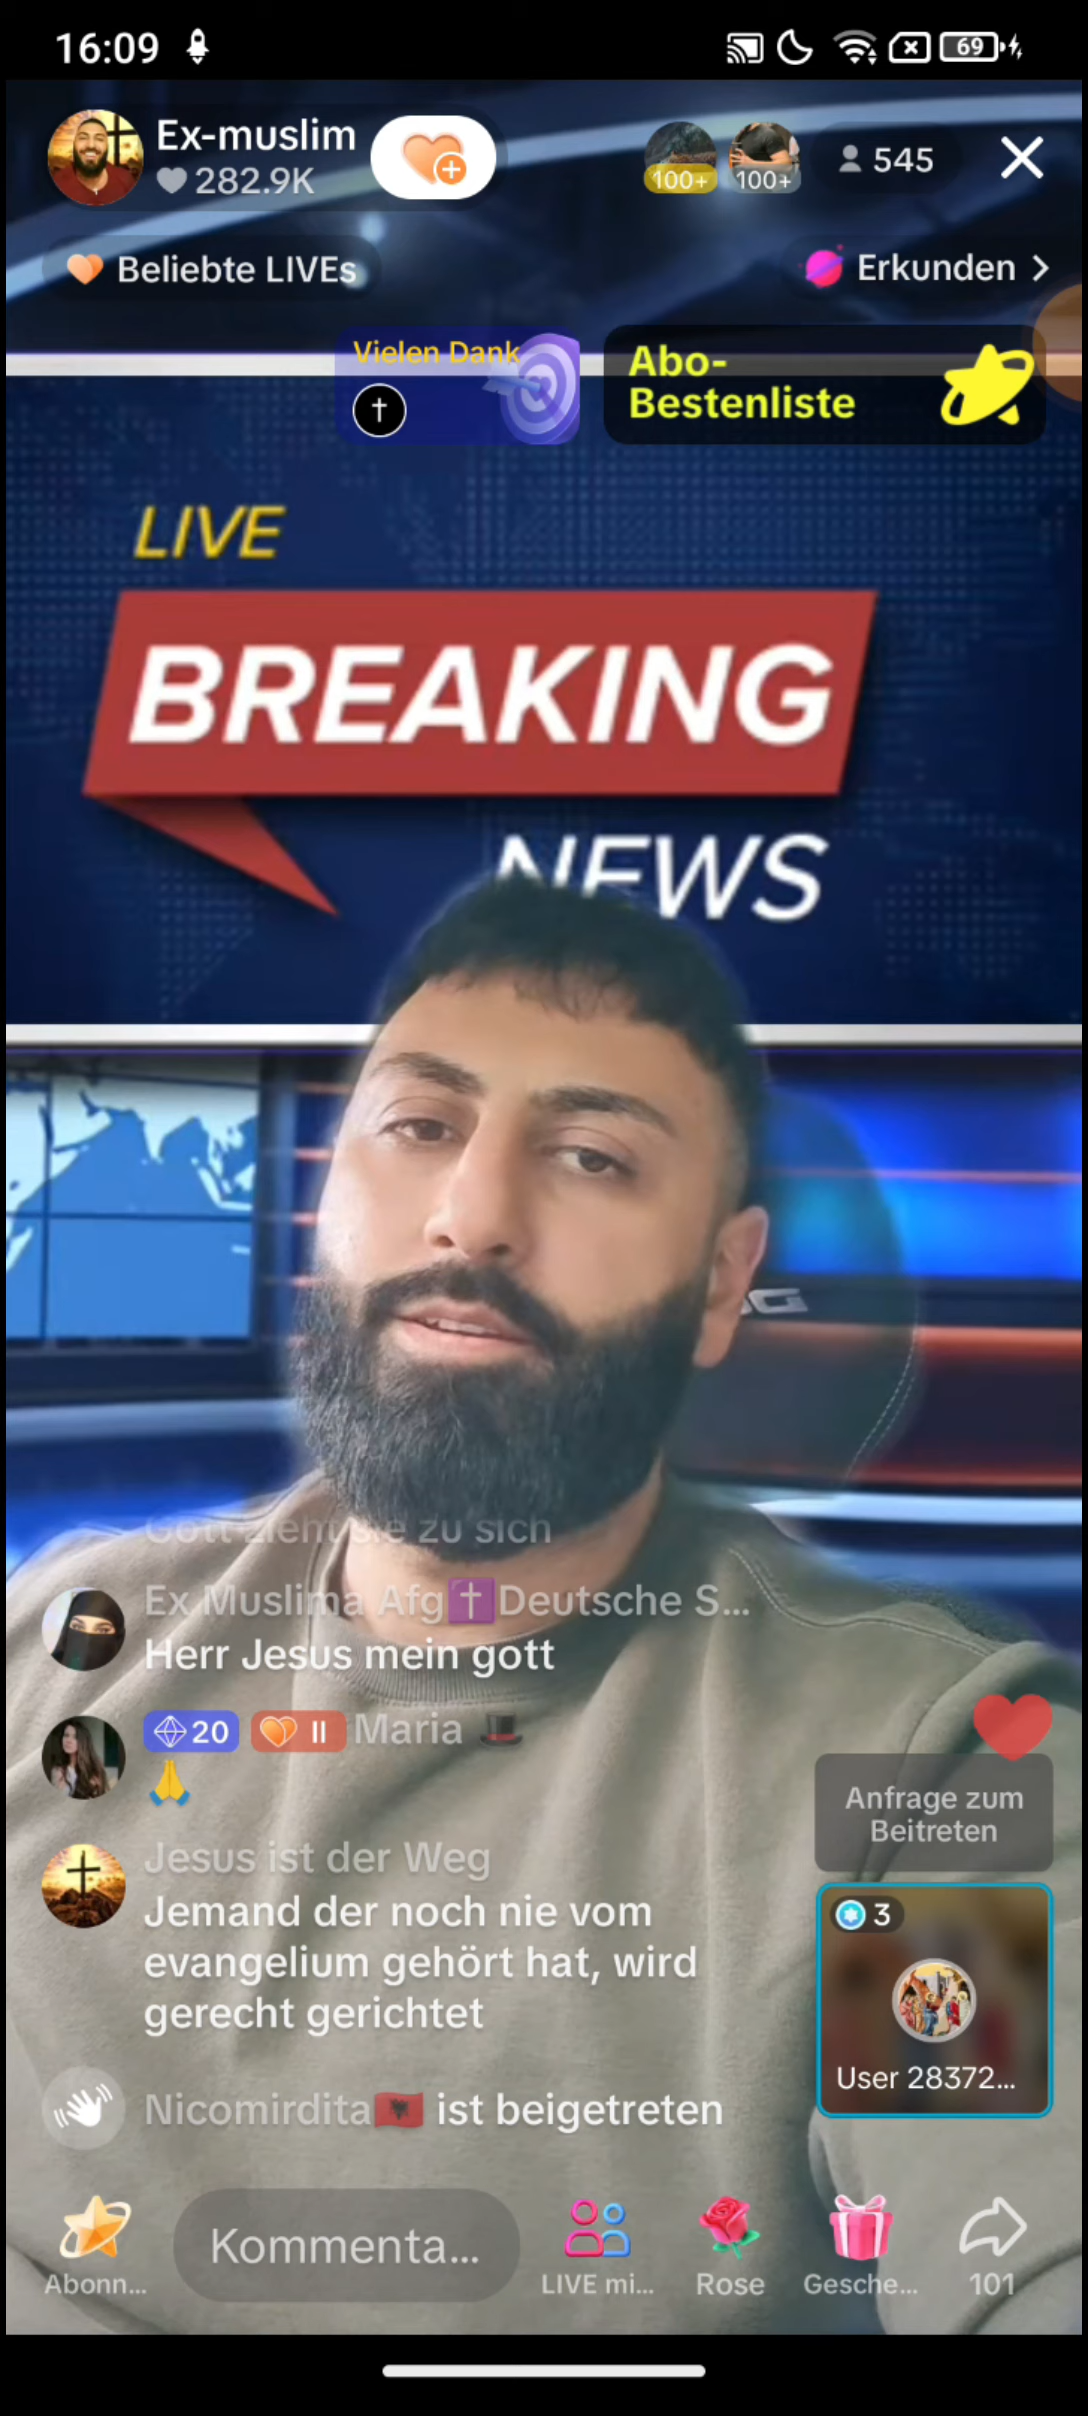 16:09
69
Ex-muslim
282.9K
100+
100+
545
Beliebte LIVEs
Erkunden
Vielen Dank
Abo-
Bestenliste
LIVE
BREAKING
NEWS
Gott zieht sie zu sich
Ex Muslima Afg✝️Deutsche S...
Herr Jesus mein gott
20 II Maria 🎩
🙏
Anfrage zum
Beitreten
Jesus ist der Weg
Jemand der noch nie vom
evangelium gehört hat, wird
gerecht gerichtet
3
User 28372...
Nicomirdita🇦🇱 ist beigetreten
Kommenta...
Abonn...
LIVE mi...
Rose
Gesche...
101